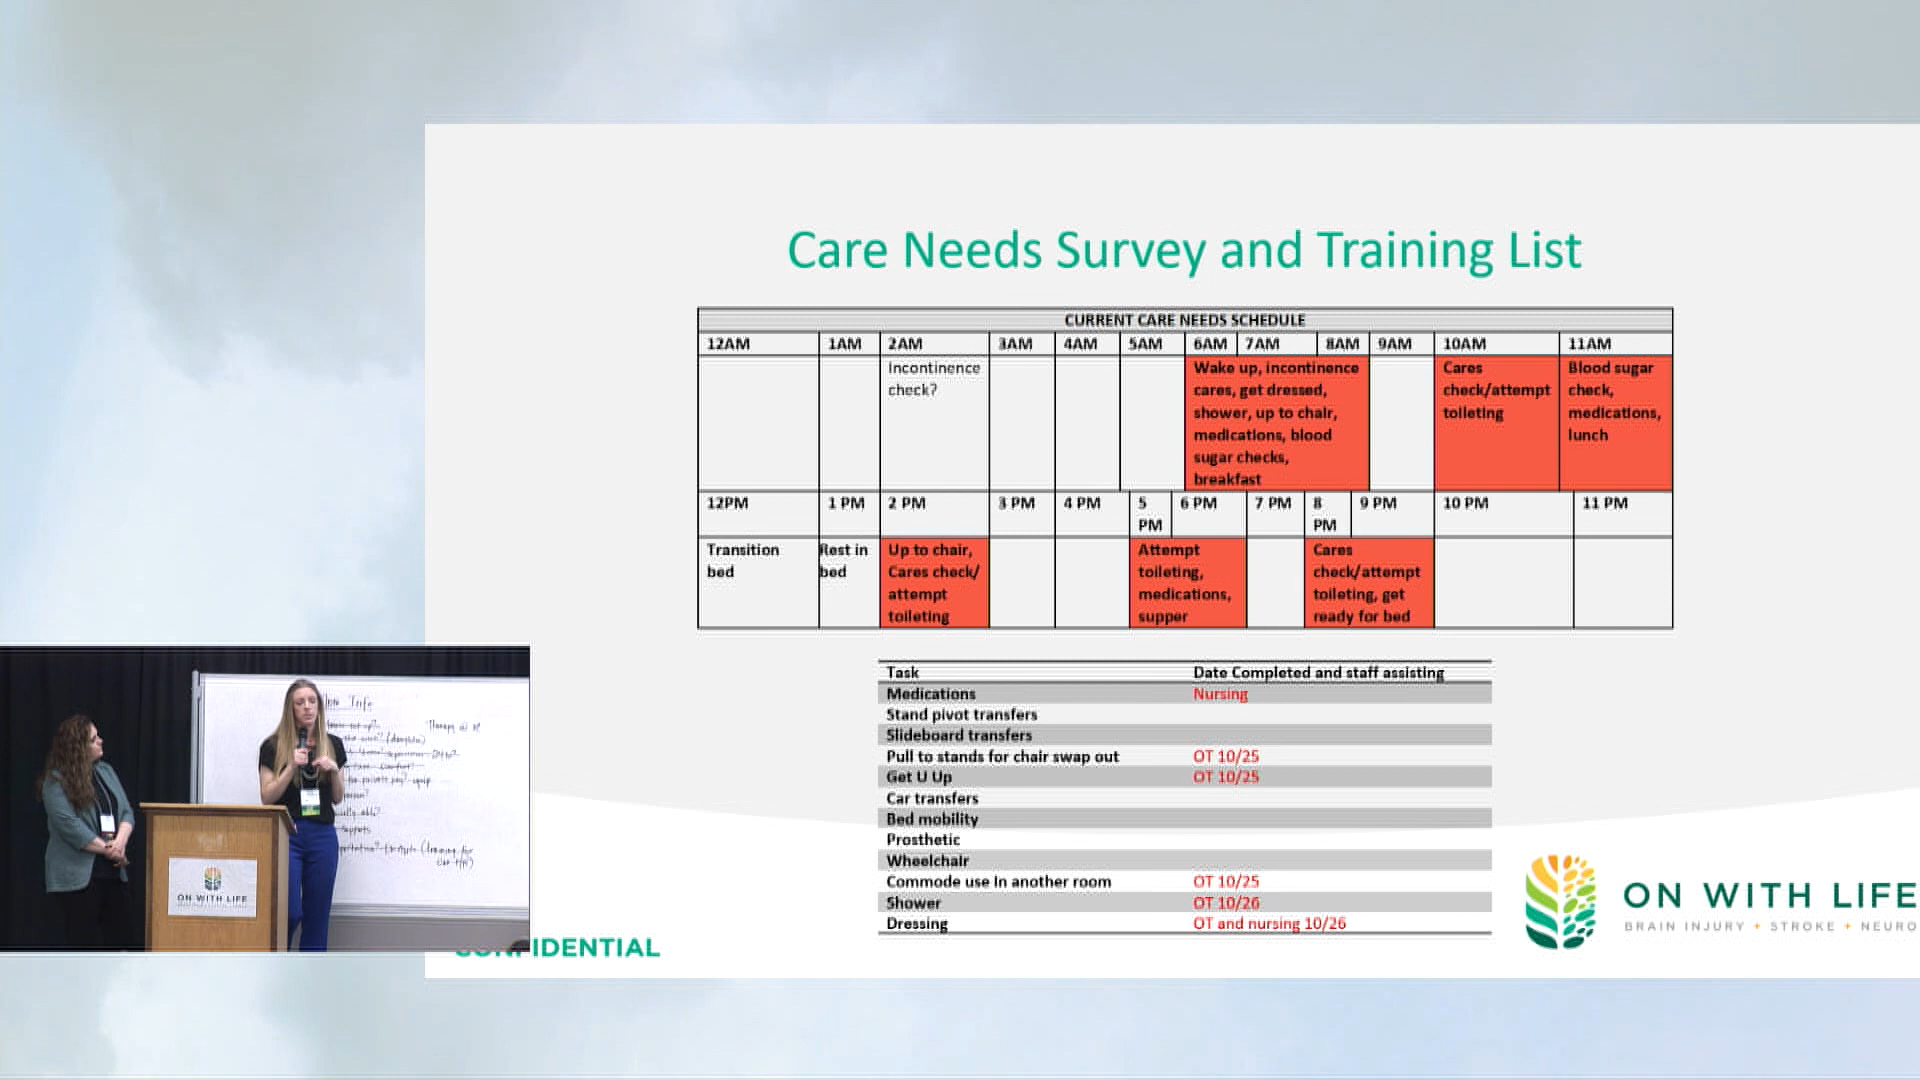 Care Needs Survey and Training List
CURRENT CARE NEEDS SCHEDULE
12AM 1AM 2AM 3AM 4AM 5AM 6AM 7AM 8AM 9AM 10AM 11AM
Incontinence
check?
Wake up, incontinence
cares, get dressed,
shower, up to chair,
medications, blood
sugar checks,
breakfast
Cares
check/attempt
toileting
Blood sugar
check,
medications,
lunch
12PM 1 PM 2 PM 3 PM 4 PM 5 PM 6 PM 7 PM 8 PM 9 PM 10 PM 11 PM
Transition
bed
Rest in
bed
Up to chair,
Cares check/
attempt
toileting
Attempt
toileting,
medications,
supper
Cares
check/attempt
toileting, get
ready for bed
Task Date Completed and staff assisting
Medications Nursing
Stand pivot transfers
Slideboard transfers
Pull to stands for chair swap out OT 10/25
Get U Up OT 10/25
Car transfers
Bed mobility
Prosthetic
Wheelchair
Commode use in another room OT 10/25
Shower OT 10/26
Dressing OT and nursing 10/26
ON WITH LIFE
BRAIN INJURY + STROKE + NEURO
CONFIDENTIAL
ON WITH LIFE